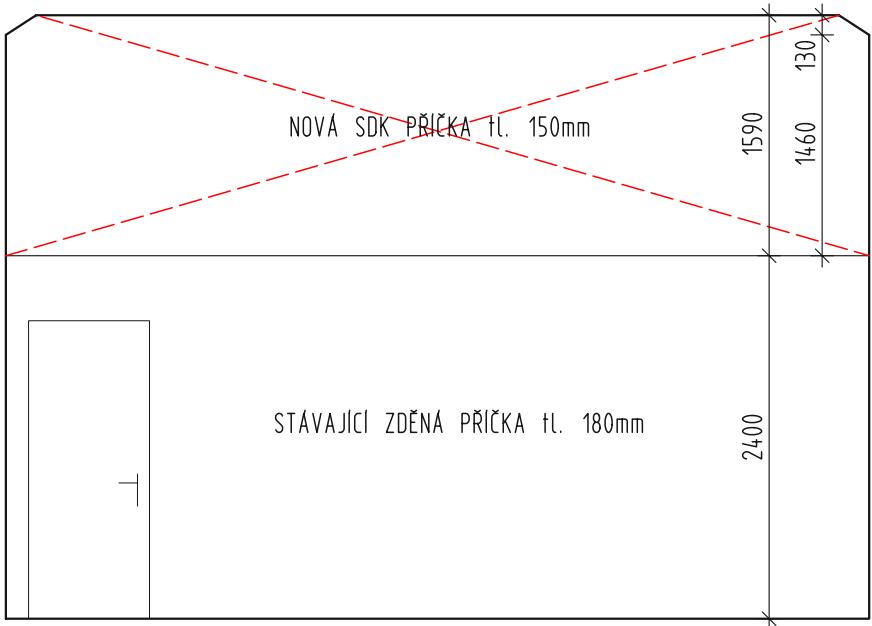 NOVÁ SDK PŘÍČKA tl. 150mm
130
1590
1460
STÁVAJÍCÍ ZDĚNÁ PŘÍČKA tl. 180mm
2400